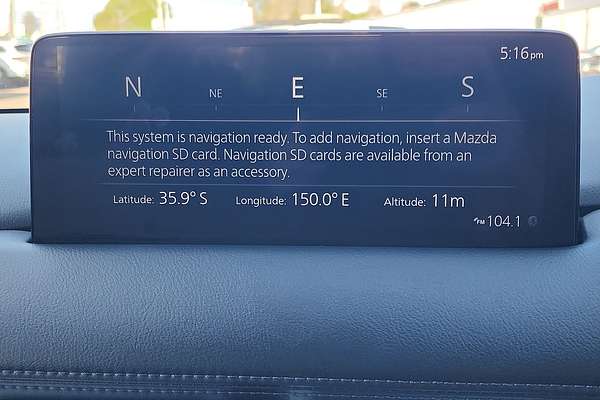 5:16pm
N NE E SE S
This system is navigation ready. To add navigation, insert a Mazda
navigation SD card. Navigation SD cards are available from an
expert repairer as an accessory.
Latitude: 35.9° S Longitude: 150.0° E Altitude: 11m
FM 104.1